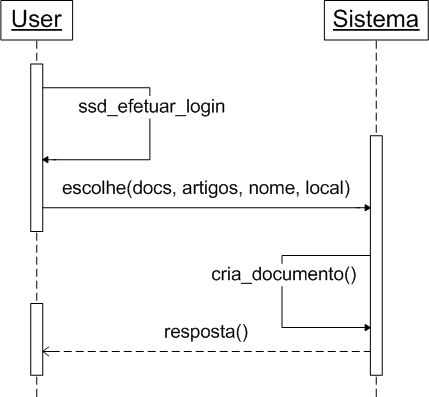 User
Sistema
ssd_efetuar_login
escolhe(docs, artigos, nome, local)
cria_documento()
resposta()